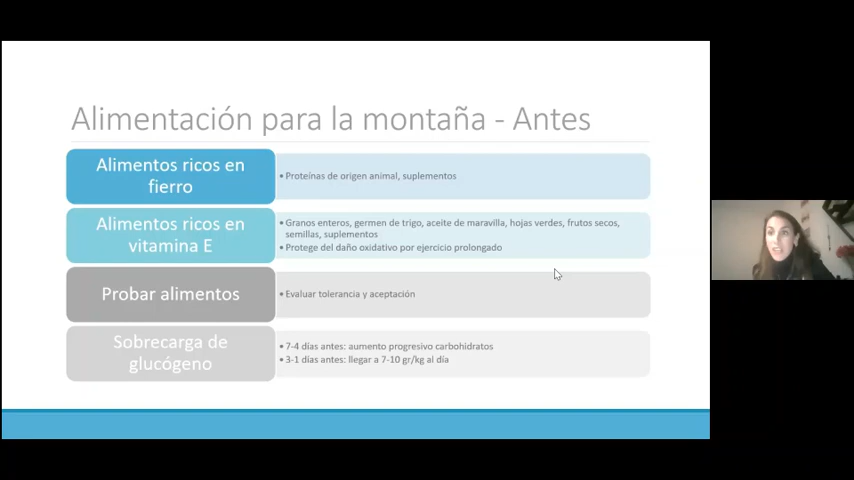 Alimentación para la montaña - Antes
Alimentos ricos en
fierro
• Proteínas de origen animal, suplementos
Alimentos ricos en
vitamina E
• Granos enteros, germen de trigo, aceite de maravilla, hojas verdes, frutos secos,
semillas, suplementos
• Protege del daño oxidativo por ejercicio prolongado
Probar alimentos
• Evaluar tolerancia y aceptación
Sobrecarga de
glucógeno
• 7-4 días antes: aumento progresivo carbohidratos
• 3-1 días antes: llegar a 7-10 gr/kg al día